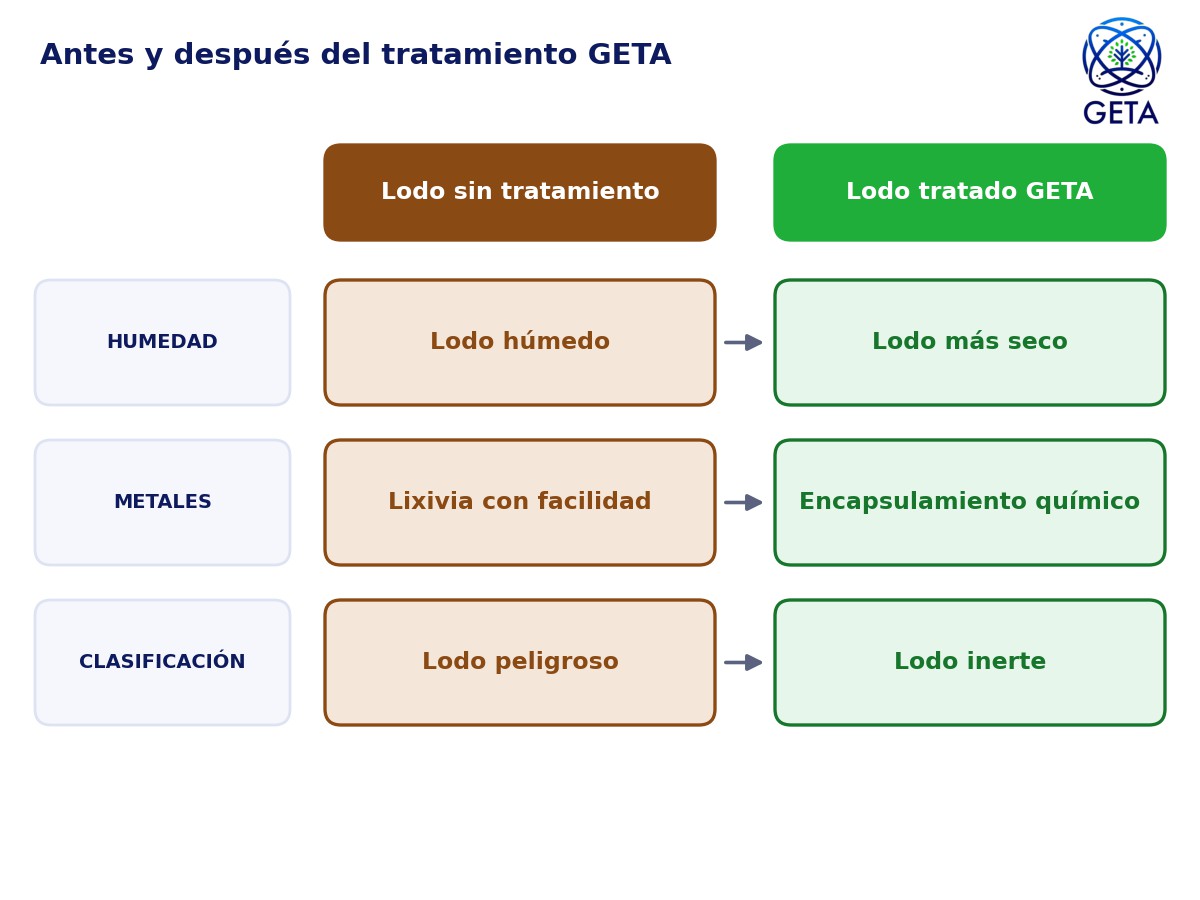 Antes y después del tratamiento GETA
GETA
Lodo sin tratamiento
Lodo tratado GETA
HUMEDAD
Lodo húmedo
Lodo más seco
METALES
Lixivia con facilidad
Encapsulamiento químico
CLASIFICACIÓN
Lodo peligroso
Lodo inerte